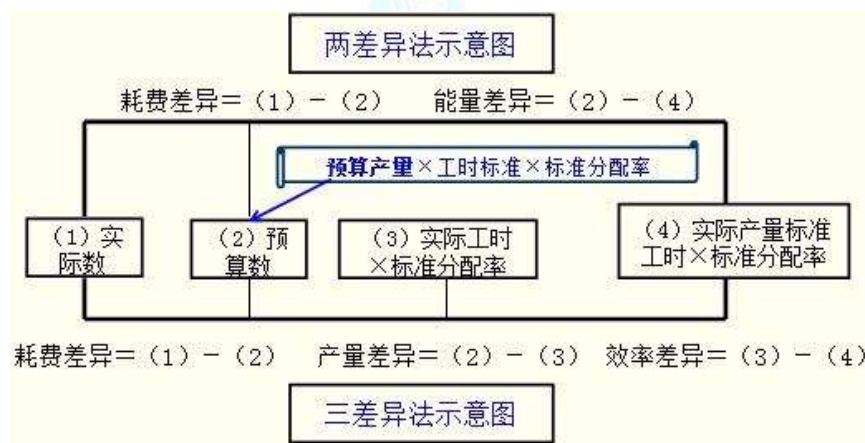 两差异法示意图
耗费差异＝（1）－（2） 能量差异＝（2）－（4）
预算产量×工时标准×标准分配率
（1）实
际数
（2）预
算数
（3）实际工时
×标准分配率
（4）实际产量标准
工时×标准分配率
耗费差异＝（1）－（2） 产量差异＝（2）－（3） 效率差异＝（3）－（4）
三差异法示意图